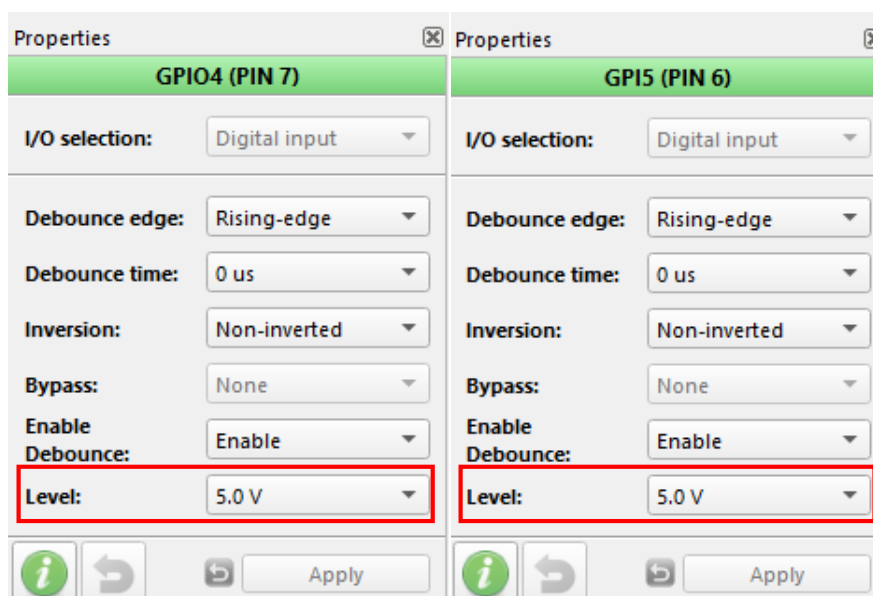 Properties
GPIO4 (PIN 7)
I/O selection: Digital input
Debounce edge: Rising-edge
Debounce time: 0 us
Inversion: Non-inverted
Bypass: None
Enable
Debounce: Enable
Level: 5.0 V
Apply
Properties
GPI5 (PIN 6)
I/O selection: Digital input
Debounce edge: Rising-edge
Debounce time: 0 us
Inversion: Non-inverted
Bypass: None
Enable
Debounce: Enable
Level: 5.0 V
Apply